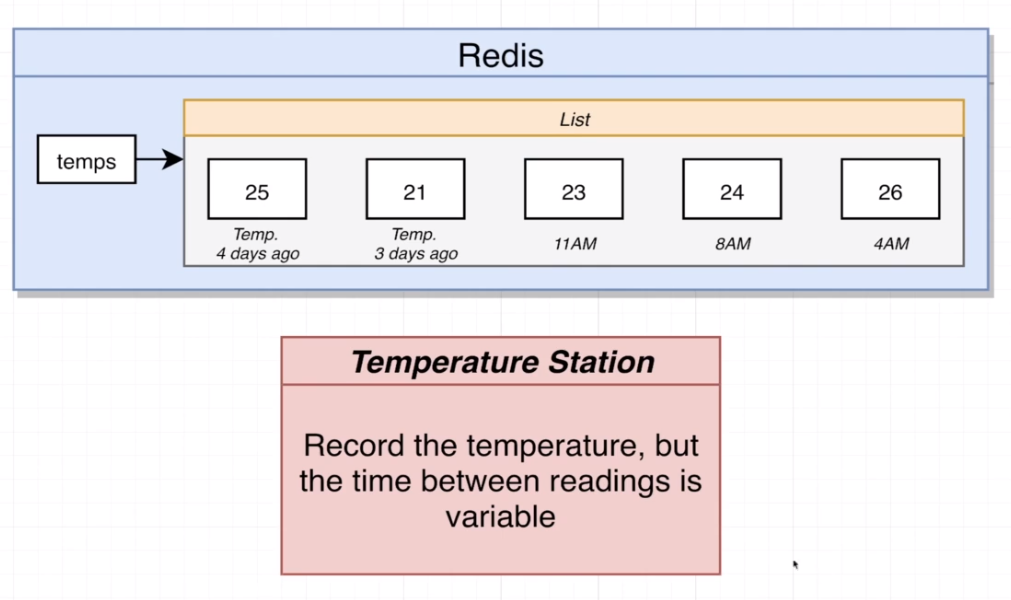 Redis
List
temps
25
21
23
24
26
Temp.
4 days ago
Temp.
3 days ago
11AM
8AM
4AM
Temperature Station
Record the temperature, but
the time between readings is
variable